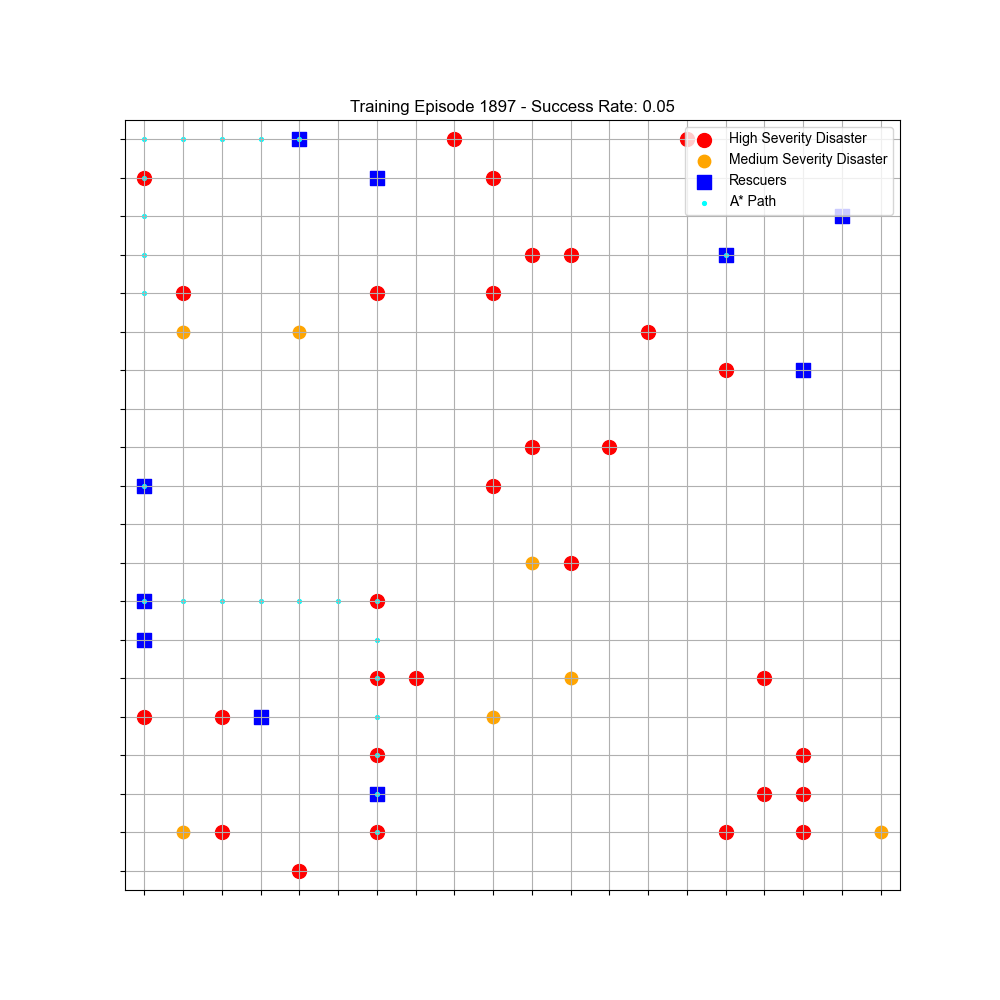 Training Episode 1897 - Success Rate: 0.05
High Severity Disaster
Medium Severity Disaster
Rescuers
A* Path